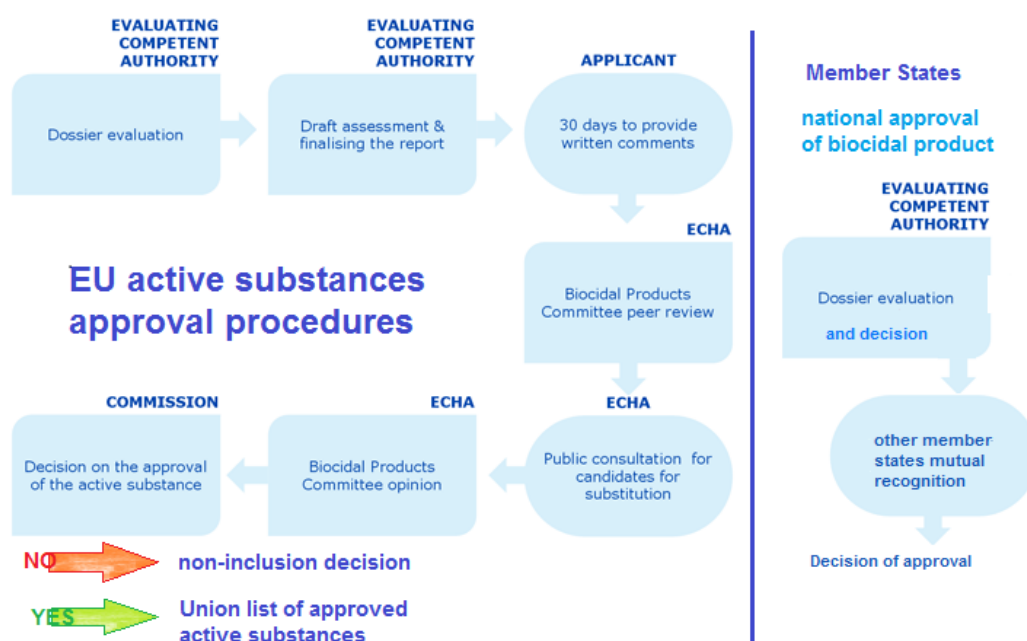 EVALUATING
COMPETENT
AUTHORITY
Dossier evaluation
EVALUATING
COMPETENT
AUTHORITY
Draft assessment &
finalising the report
APPLICANT
30 days to provide
written comments
ECHA
Biocidal Products
Committee peer review
EU active substances
approval procedures
ECHA
Public consultation for
candidates for
substitution
ECHA
Biocidal Products
Committee opinion
COMMISSION
Decision on the approval
of the active substance
NO
non-inclusion decision
YES
Union list of approved
active substances
Member States
national approval
of biocidal product
EVALUATING
COMPETENT
AUTHORITY
Dossier evaluation
and decision
other member
states mutual
recognition
Decision of approval